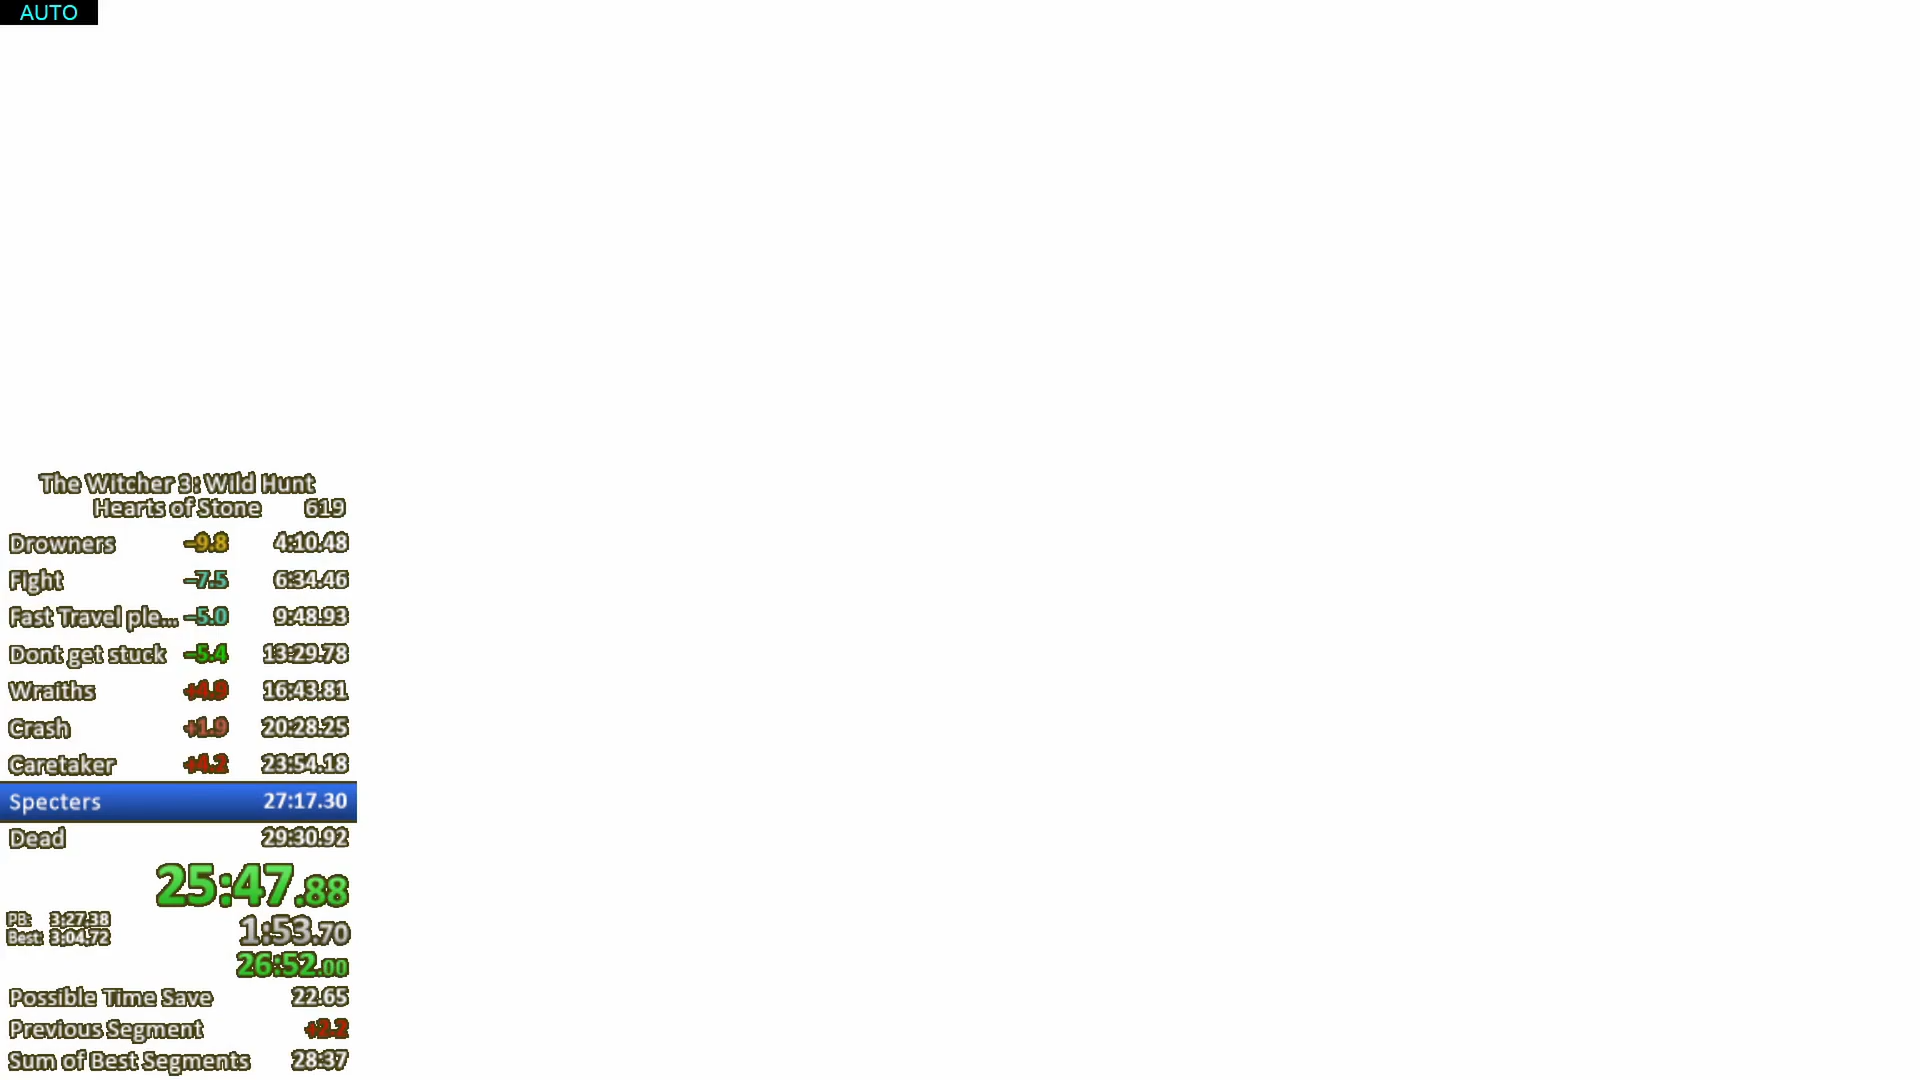 AUTO
The Witcher 3: Wild Hunt
Hearts of Stone 619
Drowners −9.8 4:10.48
Fight −7.5 6:34.46
Fast Travel ple... −5.0 9:48.93
Dont get stuck −5.4 13:29.78
Wraiths +4.9 16:43.81
Crash +1.9 20:28.25
Caretaker +4.2 23:54.18
Specters 27:17.30
Dead 29:30.92
25:47.88
PB: 3:27.38 1:53.70
Best: 3:04.72
26:52.00
Possible Time Save 22.65
Previous Segment +2.2
Sum of Best Segments 28:37